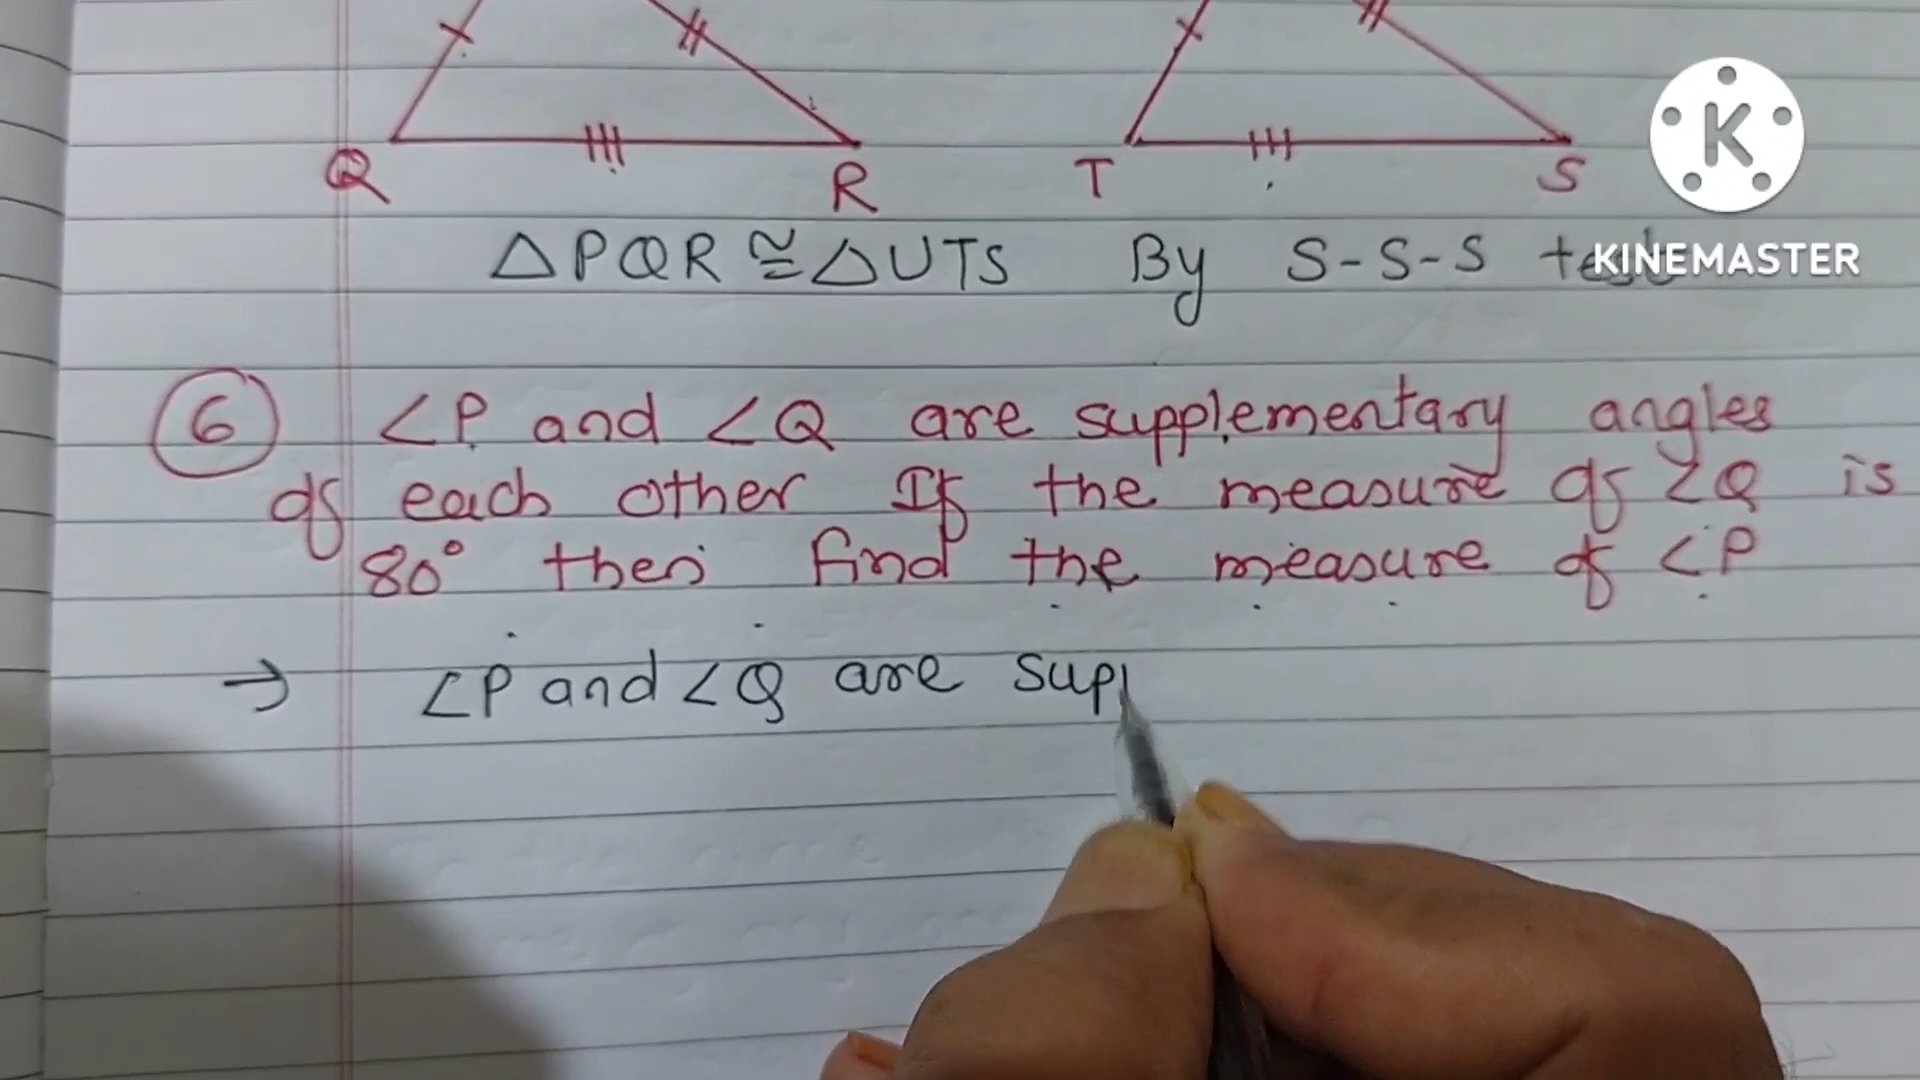 Q R T S
△PQR ≅ △UTS By S-S-S test
K
KINEMASTER
6 ∠P and ∠Q are supplementary angles
of each other If the measure of ∠Q is
80° then find the measure of ∠P
→ ∠P and ∠Q are sup